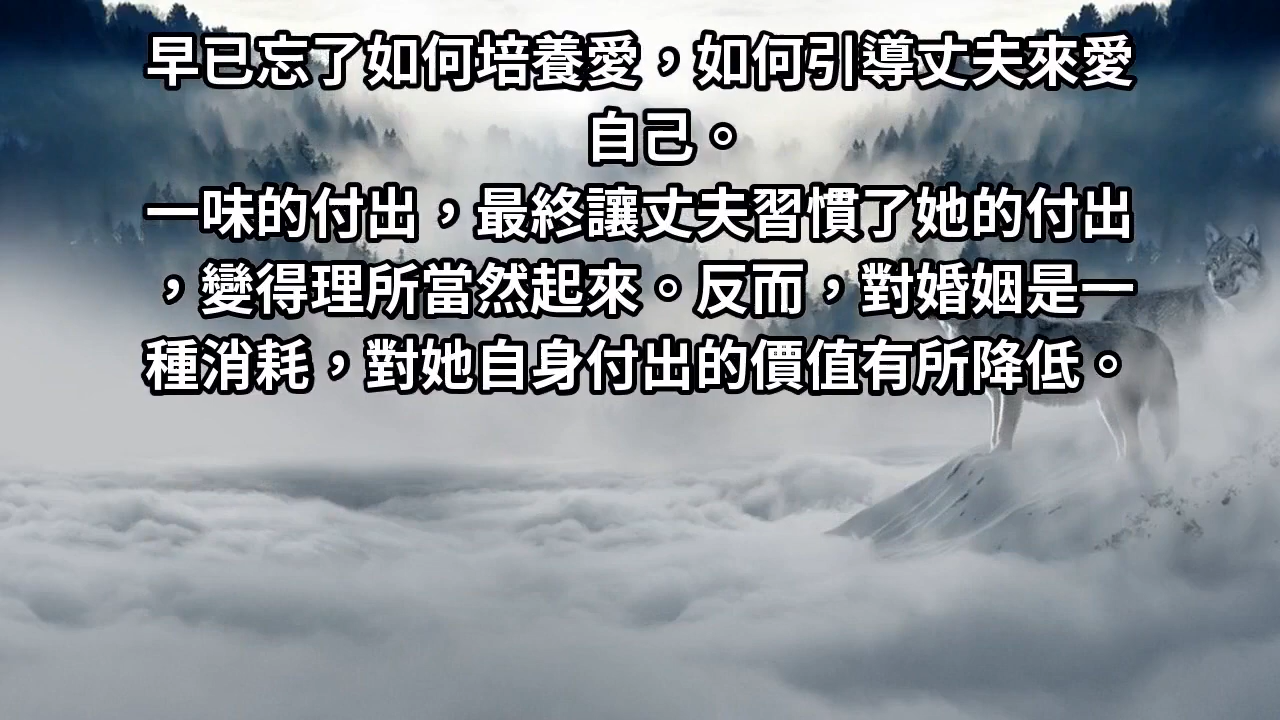 早已忘了如何培養愛，如何引導丈夫來愛
自己。
一味的付出，最終讓丈夫習慣了她的付出
，變得理所當然起來。反而，對婚姻是一
種消耗，對她自身付出的價值有所降低。